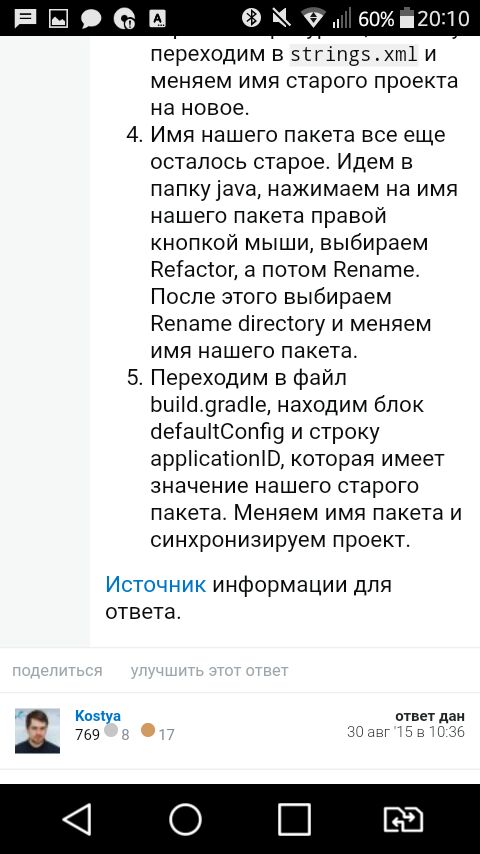 60% 20:10
переходим в strings.xml и
меняем имя старого проекта
на новое.
4. Имя нашего пакета все еще
осталось старое. Идем в
папку java, нажимаем на имя
нашего пакета правой
кнопкой мыши, выбираем
Refactor, а потом Rename.
После этого выбираем
Rename directory и меняем
имя нашего пакета.
5. Переходим в файл
build.gradle, находим блок
defaultConfig и строку
applicationID, которая имеет
значение нашего старого
пакета. Меняем имя пакета и
синхронизируем проект.
Источник информации для
ответа.
поделиться улучшить этот ответ
Kostya ответ дан
769 8 17 30 авг '15 в 10:36